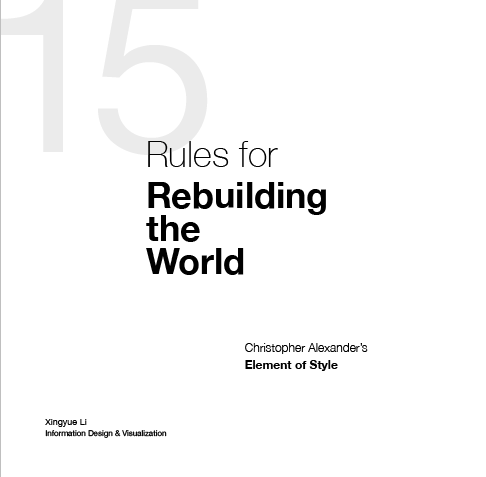 15
Rules for
Rebuilding
the
World
Christopher Alexander's
Element of Style
Xingyue Li
Information Design & Visualization